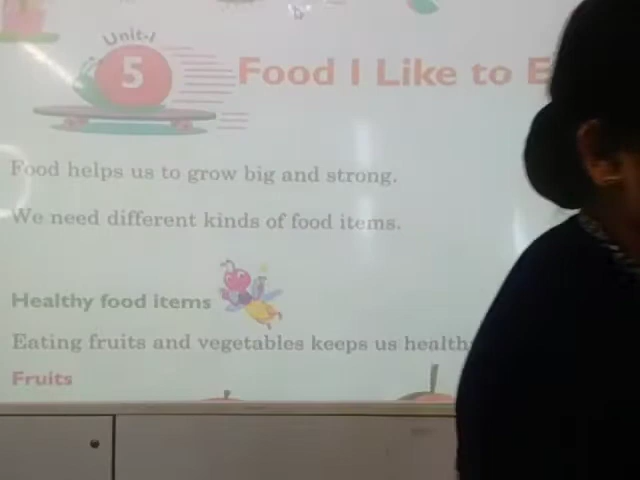 Unit-1
5
Food I Like to E
Food helps us to grow big and strong.
We need different kinds of food items.
Healthy food items
Eating fruits and vegetables keeps us health
Fruits